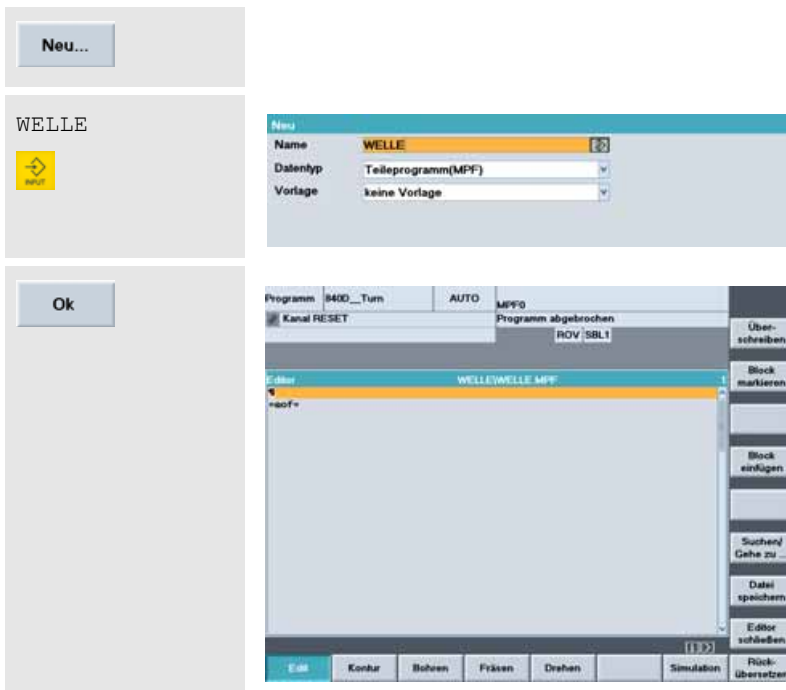 Neu...
WELLE
INPUT
Neu
Name WELLE
Datentyp Teileprogramm(MPF)
Vorlage keine Vorlage
Ok
Programm 840D__Turn AUTO MPF0
Kanal RESET Programm abgebrochen
ROV SBL1
Editor WELLE\WELLE.MPF 1
¶
=eof=
Über-
schreiben
Block
markieren
Block
einfügen
Suchen/
Gehe zu ...
Datei
speichern
Editor
schließen
Rück-
übersetzen
Edit Kontur Bohren Fräsen Drehen Simulation